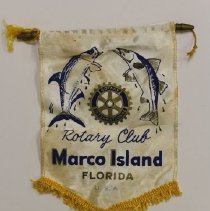 Rotary Club
Marco Island
FLORIDA
U.S.A.